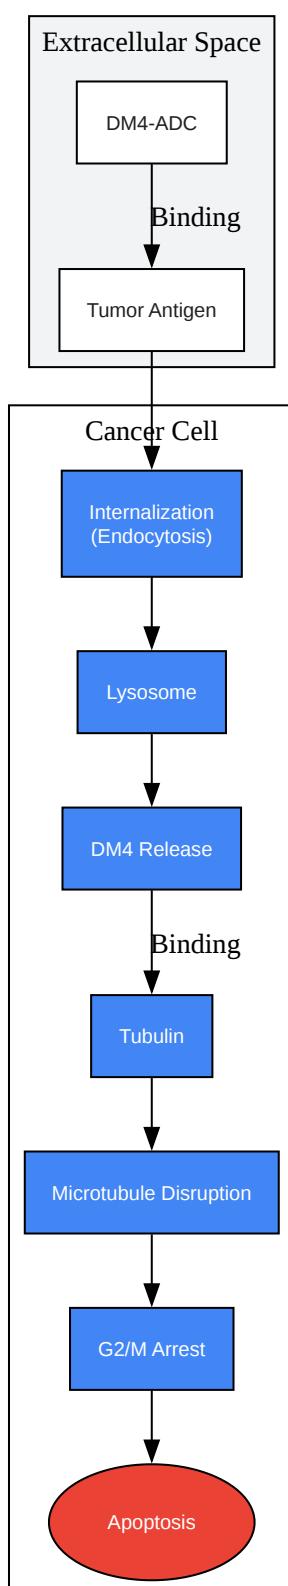 Extracellular Space
DM4-ADC
Binding
Tumor Antigen
Cancer Cell
Internalization
(Endocytosis)
Lysosome
DM4 Release
Binding
Tubulin
Microtubule Disruption
G2/M Arrest
Apoptosis